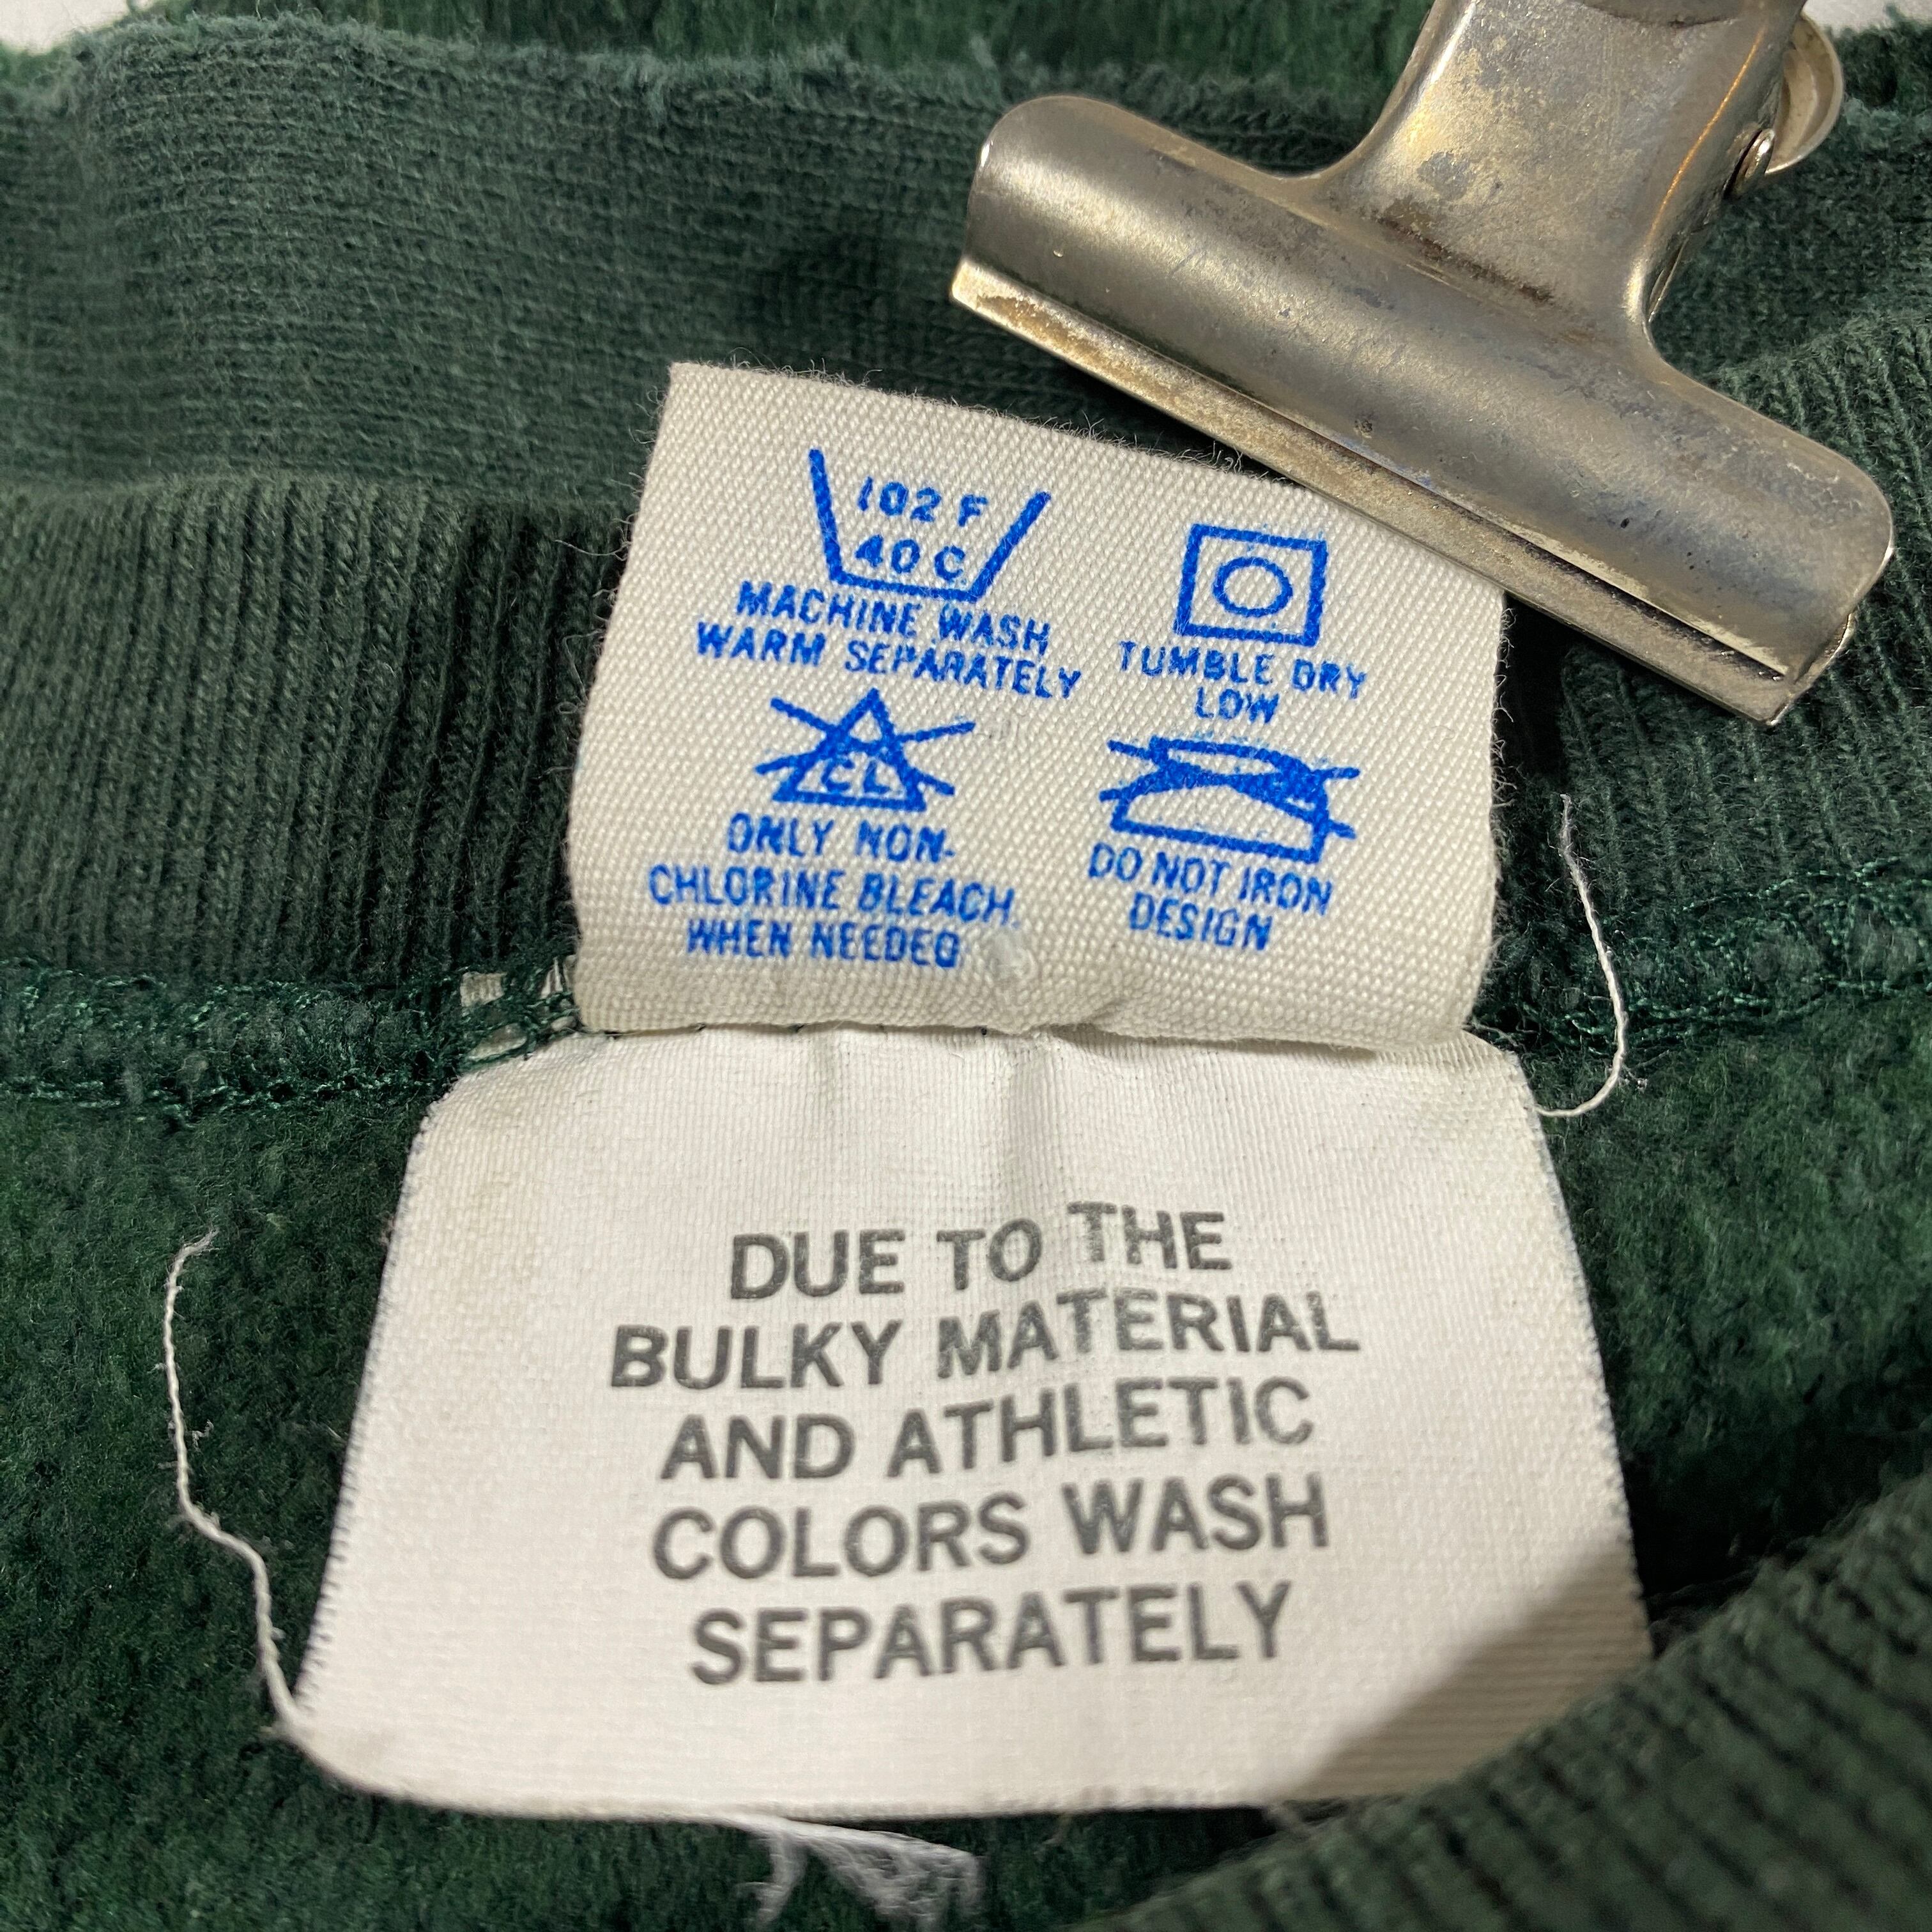 102 F
40 C
MACHINE WASH
WARM SEPARATELY
TUMBLE DRY
LOW
CL
ONLY NON-
CHLORINE BLEACH
WHEN NEEDED
DO NOT IRON
DESIGN
DUE TO THE
BULKY MATERIAL
AND ATHLETIC
COLORS WASH
SEPARATELY